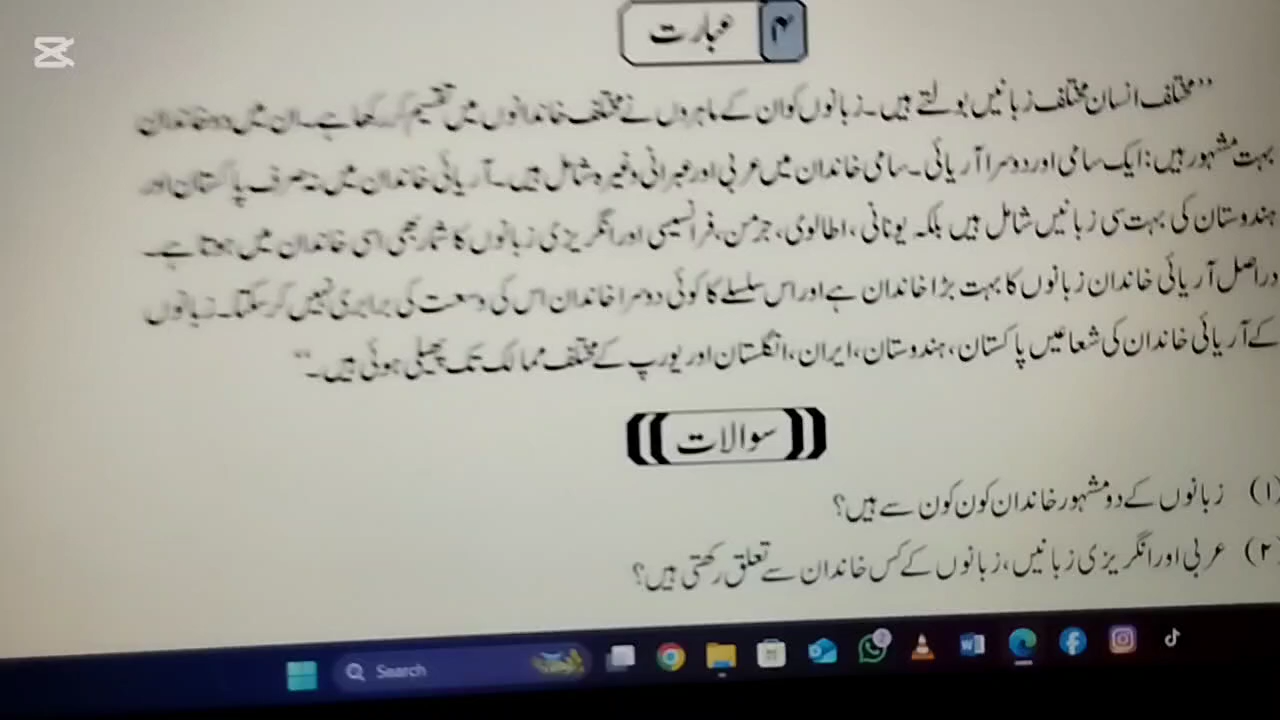 ۴ عبارت
”مختلف انسان مختلف زبانیں بولتے ہیں۔ زبانوں کو ان کے ماہروں نے مختلف خاندانوں میں تقسیم کر رکھا ہے۔ ان میں دو خاندان
بہت مشہور ہیں: ایک سامی اور دوسرا آریائی۔ سامی خاندان میں عربی اور عبرانی وغیرہ شامل ہیں۔ آریائی خاندان میں نہ صرف پاکستان اور
ہندوستان کی بہت سی زبانیں شامل ہیں بلکہ یونانی، اطالوی، جرمن، فرانسیسی اور انگریزی زبانوں کا شمار بھی اسی خاندان میں ہوتا ہے۔
دراصل آریائی خاندان زبانوں کا بہت بڑا خاندان ہے اور اس سلسلے کا کوئی دوسرا خاندان اس کی وسعت کی برابری نہیں کر سکتا۔ زبانوں
کے آریائی خاندان کی شعاعیں پاکستان، ہندوستان، ایران، انگلستان اور یورپ کے مختلف ممالک تک پھیلی ہوئی ہیں۔“
سوالات
(۱) زبانوں کے دو مشہور خاندان کون کون سے ہیں؟
(۲) عربی اور انگریزی زبانیں، زبانوں کے کس خاندان سے تعلق رکھتی ہیں؟
Search